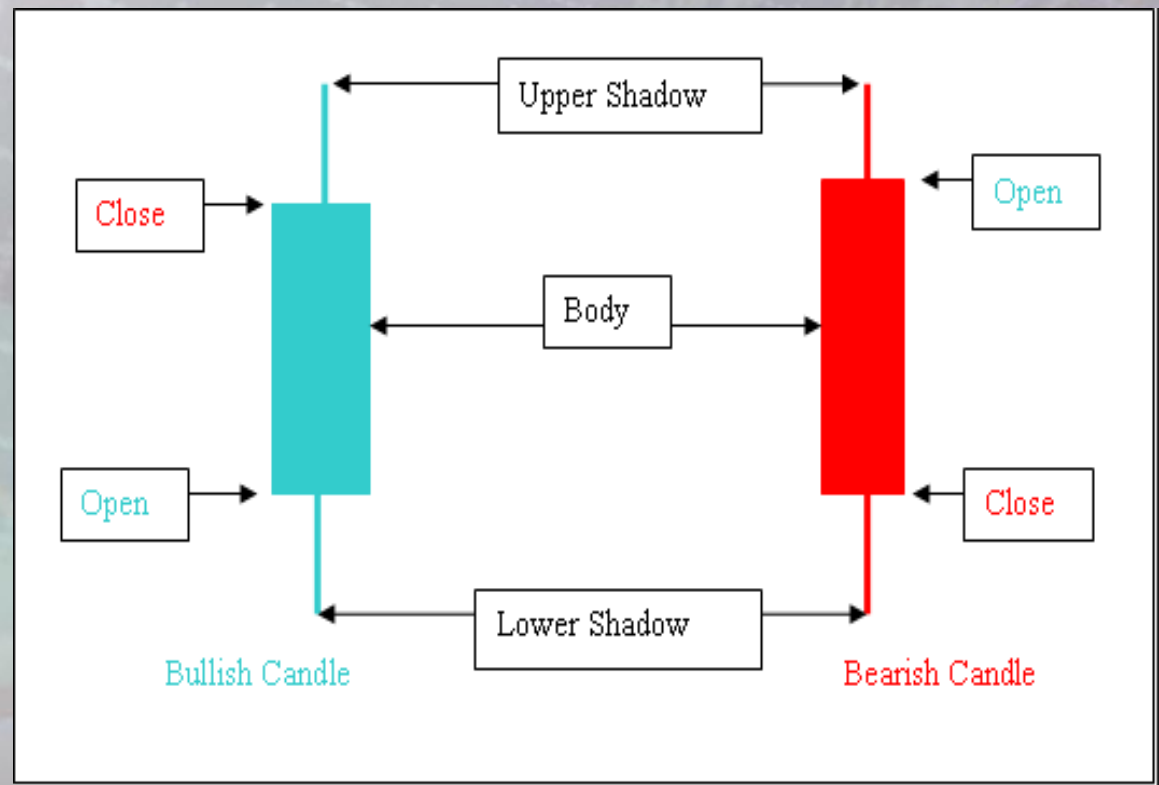 Upper Shadow
Close
Open
Body
Open
Close
Lower Shadow
Bullish Candle
Bearish Candle